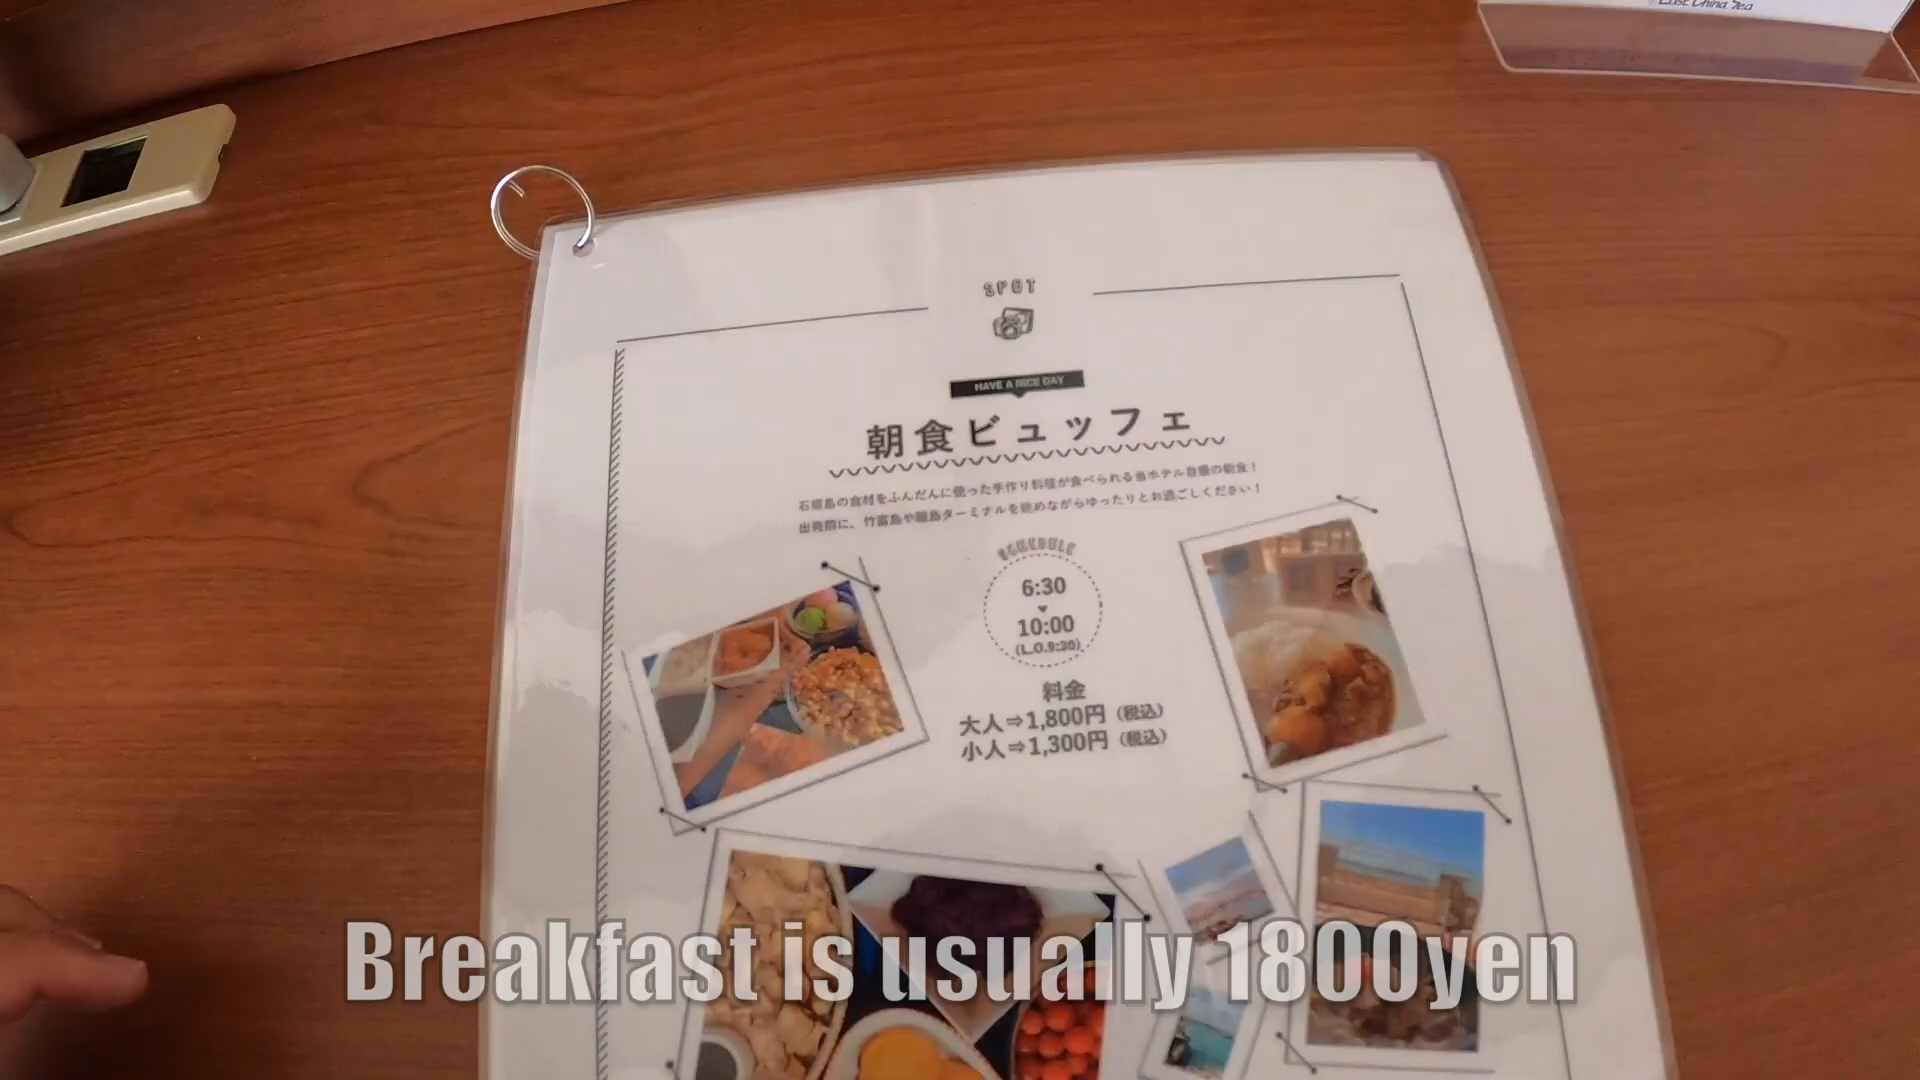 East China Sea
SPOT
HAVE A NICE DAY
朝食ビュッフェ
石垣島の食材をふんだんに使った手作り料理が食べられる当ホテル自慢の朝食！
出発前に、竹富島や離島ターミナルを眺めながらゆったりとお過ごしください！
SCHEDULE
6:30
10:00
(L.O.9:30)
料金
大人⇒1,800円（税込）
小人⇒1,300円（税込）
Breakfast is usually 1800yen